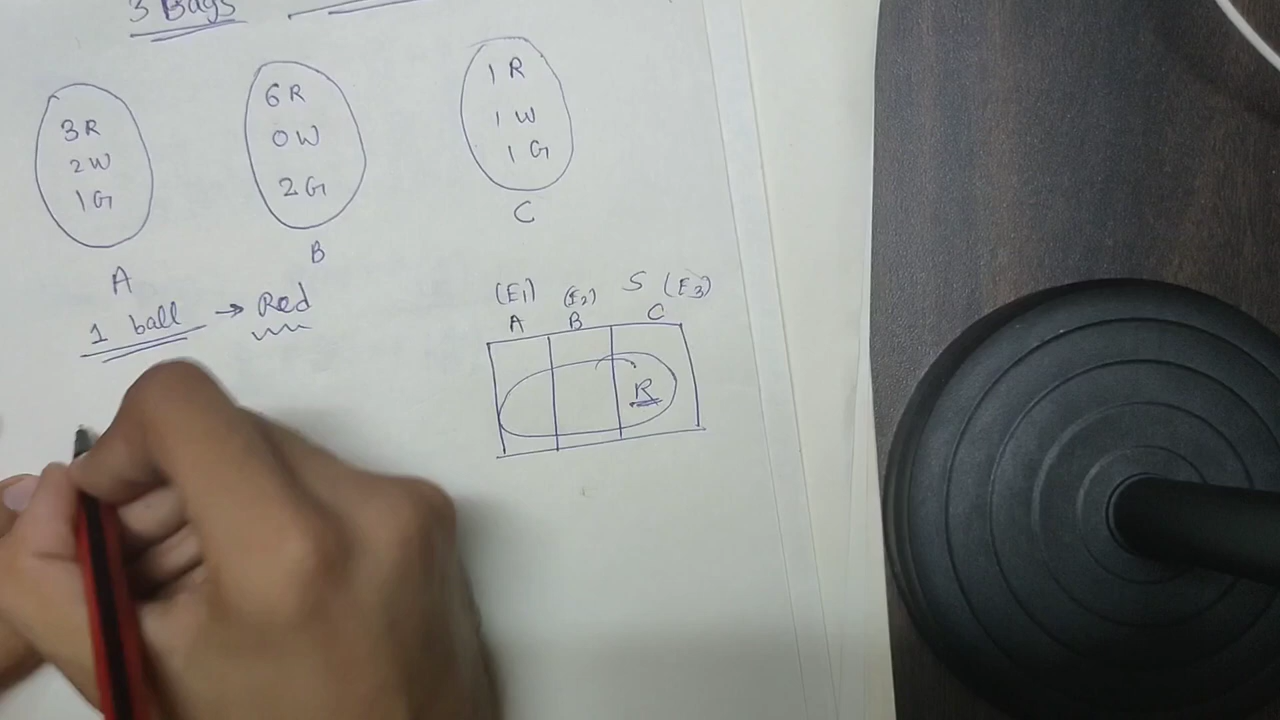 3 Bags
3R
2W
1G
A
6R
0W
2G
B
1R
1W
1G
C
1 ball → Red
S
(E1) (E2) (E3)
A B C
R